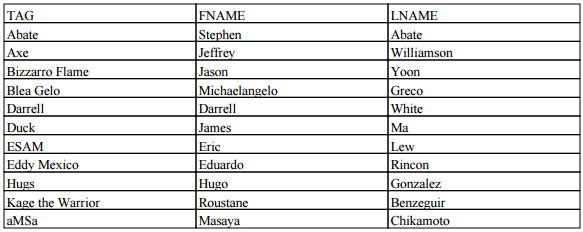 TAG FNAME LNAME
Abate Stephen Abate
Axe Jeffrey Williamson
Bizzarro Flame Jason Yoon
Blea Gelo Michaelangelo Greco
Darrell Darrell White
Duck James Ma
ESAM Eric Lew
Eddy Mexico Eduardo Rincon
Hugs Hugo Gonzalez
Kage the Warrior Roustane Benzeguir
aMSa Masaya Chikamoto